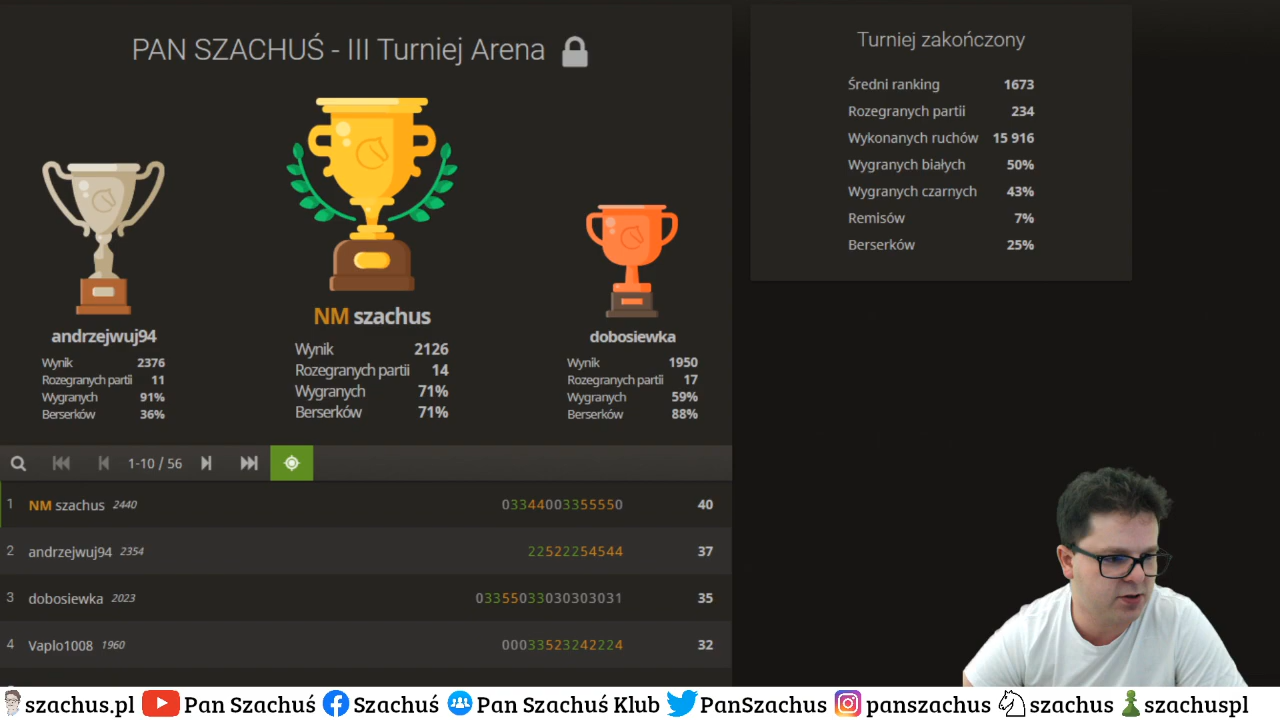 PAN SZACHUŚ - III Turniej Arena
andrzejwuj94
Wynik 2376
Rozegranych partii 11
Wygranych 91%
Berserków 36%
NM szachus
Wynik 2126
Rozegranych partii 14
Wygranych 71%
Berserków 71%
dobosiewka
Wynik 1950
Rozegranych partii 17
Wygranych 59%
Berserków 88%
1-10 / 56
1 NM szachus 2440 03344003355550 40
2 andrzejwuj94 2354 22522254544 37
3 dobosiewka 2023 03355033030303031 35
4 Vaplo1008 1960 00033523242224 32
Turniej zakończony
Średni ranking 1673
Rozegranych partii 234
Wykonanych ruchów 15 916
Wygranych białych 50%
Wygranych czarnych 43%
Remisów 7%
Berserków 25%
szachus.pl Pan Szachuś Szachuś Pan Szachuś Klub PanSzachus panszachus szachus szachuspl